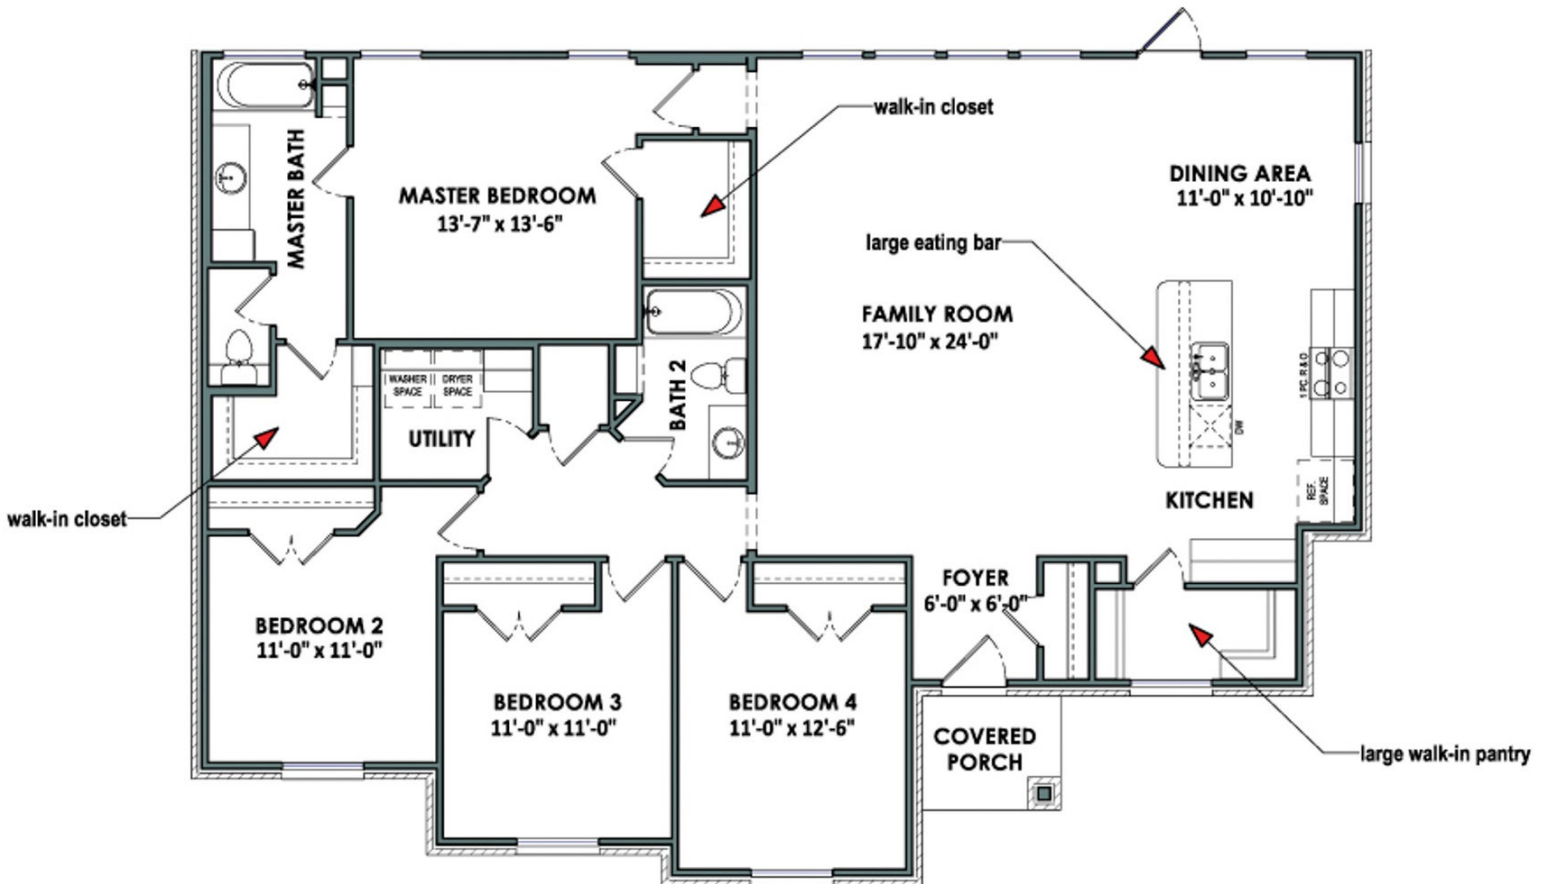 walk-in closet
DINING AREA
11'-0" x 10'-10"
MASTER BATH
MASTER BEDROOM
13'-7" x 13'-6"
large eating bar
FAMILY ROOM
17'-10" x 24'-0"
1 PC. R & O
WASHER
SPACE
DRYER
SPACE
BATH 2
UTILITY
DW
REF.
SPACE
KITCHEN
walk-in closet
FOYER
6'-0" x 6'-0"
BEDROOM 2
11'-0" x 11'-0"
BEDROOM 3
11'-0" x 11'-0"
BEDROOM 4
11'-0" x 12'-6"
COVERED
PORCH
large walk-in pantry